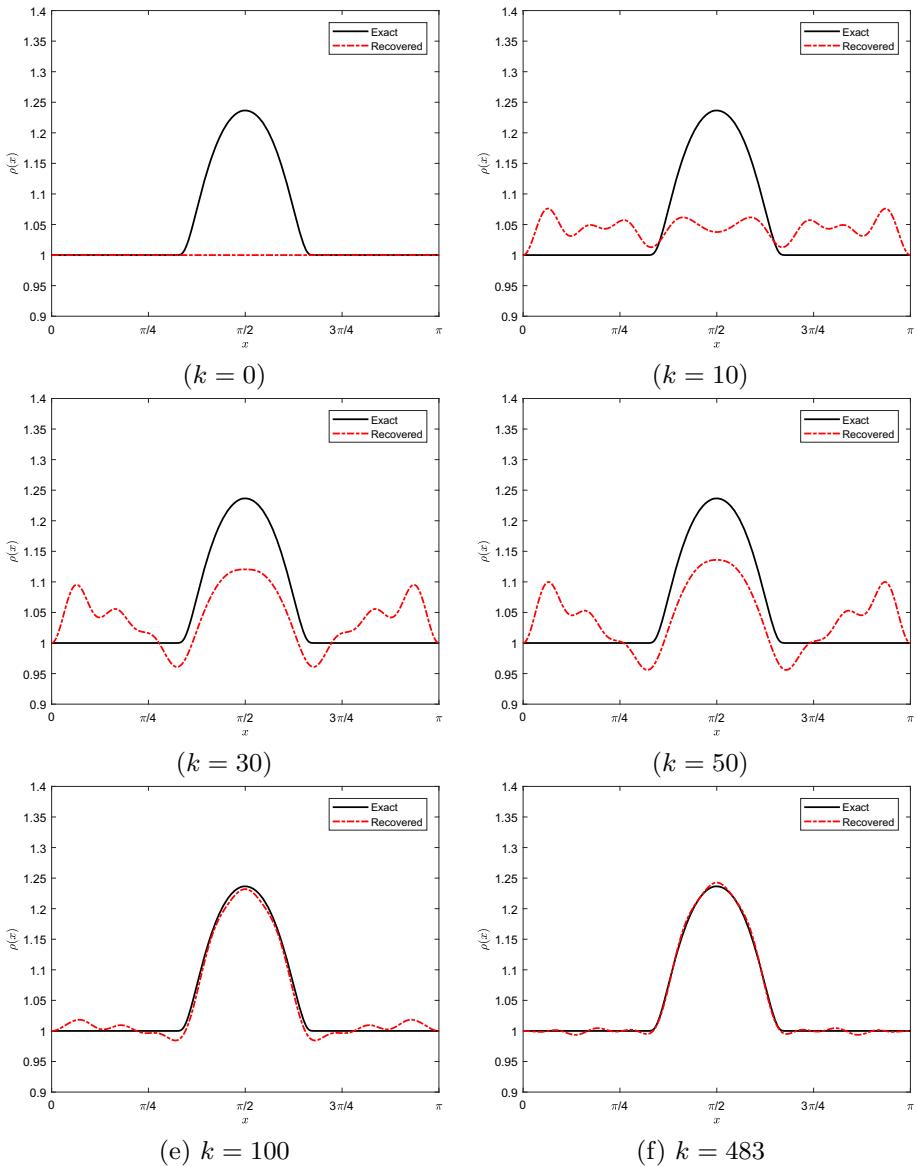 1.4
1.35
1.3
1.25
1.2
1.15
1.1
1.05
1
0.95
0.9
ρ(x)
Exact
Recovered
0 π/4 π/2 3π/4 π
x
(k = 0)
1.4
1.35
1.3
1.25
1.2
1.15
1.1
1.05
1
0.95
0.9
ρ(x)
Exact
Recovered
0 π/4 π/2 3π/4 π
x
(k = 10)
1.4
1.35
1.3
1.25
1.2
1.15
1.1
1.05
1
0.95
0.9
ρ(x)
Exact
Recovered
0 π/4 π/2 3π/4 π
x
(k = 30)
1.4
1.35
1.3
1.25
1.2
1.15
1.1
1.05
1
0.95
0.9
ρ(x)
Exact
Recovered
0 π/4 π/2 3π/4 π
x
(k = 50)
1.4
1.35
1.3
1.25
1.2
1.15
1.1
1.05
1
0.95
0.9
ρ(x)
Exact
Recovered
0 π/4 π/2 3π/4 π
x
(e) k = 100
1.4
1.35
1.3
1.25
1.2
1.15
1.1
1.05
1
0.95
0.9
ρ(x)
Exact
Recovered
0 π/4 π/2 3π/4 π
x
(f) k = 483